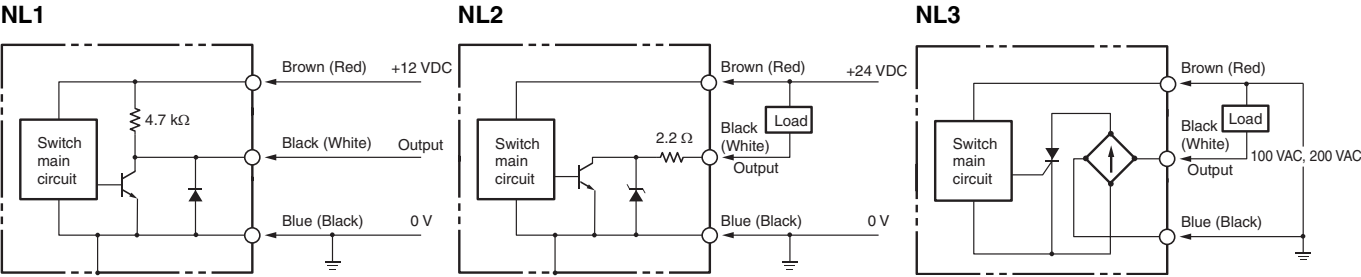 NL1
NL2
NL3
Brown (Red)
+12 VDC
4.7 kΩ
Switch
main
circuit
Black (White)
Output
Blue (Black)
0 V
Brown (Red)
+24 VDC
Load
Switch
main
circuit
2.2 Ω
Black
(White)
Output
Blue (Black)
0 V
Brown (Red)
Load
Switch
main
circuit
Black
(White)
Output
100 VAC, 200 VAC
Blue (Black)